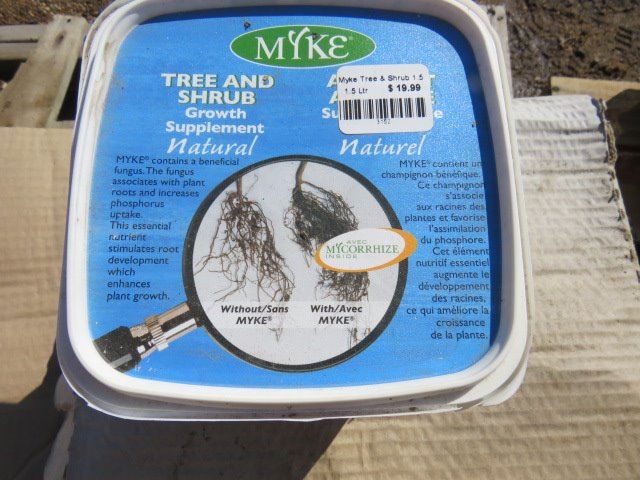 MYKE®
TREE AND
SHRUB
Growth
Supplement
Natural
A
A
Su
Naturel
Myke Tree & Shrub 1.5
1.5 Ltr $ 19.99
MYKE® contains a beneficial
fungus. The fungus
associates with plant
roots and increases
phosphorus
uptake.
This essential
nutrient
stimulates root
development
which
enhances
plant growth.
MYKE® contient un
champignon bénéfique.
Ce champignon
s'associe
aux racines des
plantes et favorise
l'assimilation
du phosphore.
Cet élément
nutritif essentiel
augmente le
développement
des racines,
ce qui améliore la
croissance
de la plante.
AVEC
MYCORRHIZE
INSIDE
Without/Sans
MYKE®
With/Avec
MYKE®